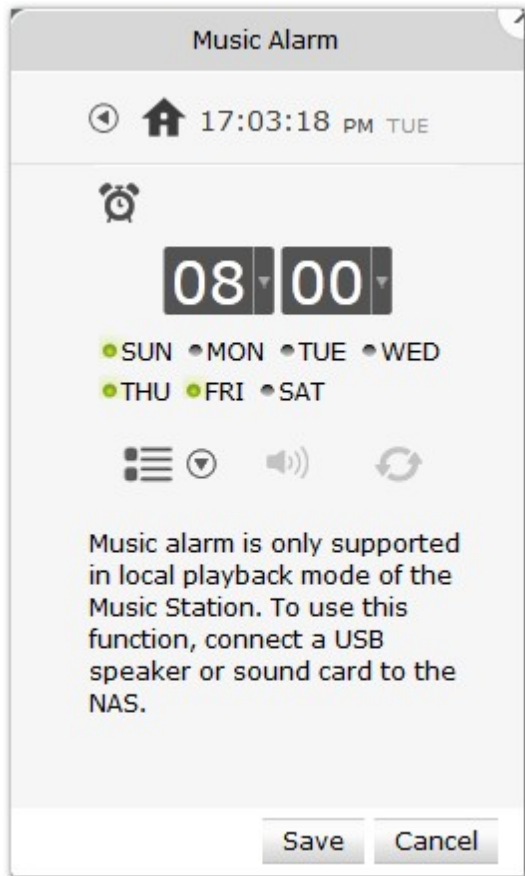 Music Alarm
17:03:18 PM TUE
08 00
SUN MON TUE WED
THU FRI SAT
Music alarm is only supported
in local playback mode of the
Music Station. To use this
function, connect a USB
speaker or sound card to the
NAS.
Save Cancel